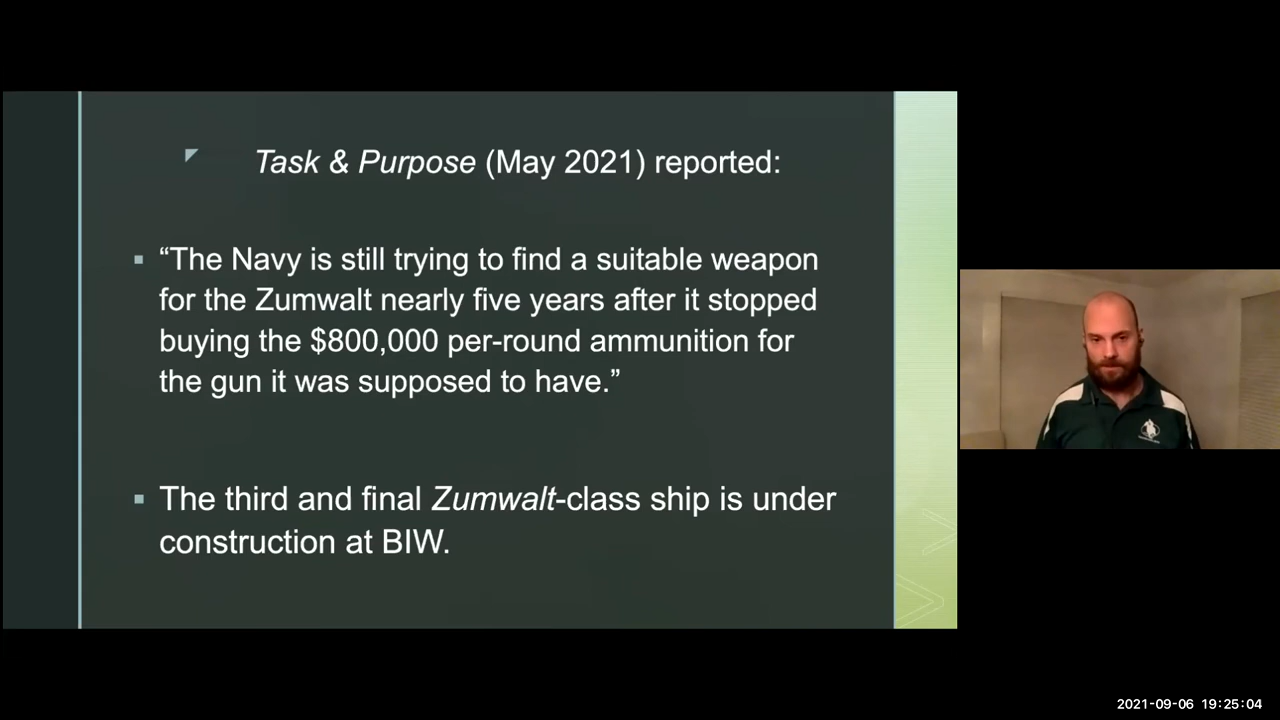 Task & Purpose (May 2021) reported:
“The Navy is still trying to find a suitable weapon
for the Zumwalt nearly five years after it stopped
buying the $800,000 per-round ammunition for
the gun it was supposed to have.”
The third and final Zumwalt-class ship is under
construction at BIW.
2021-09-06 19:25:04